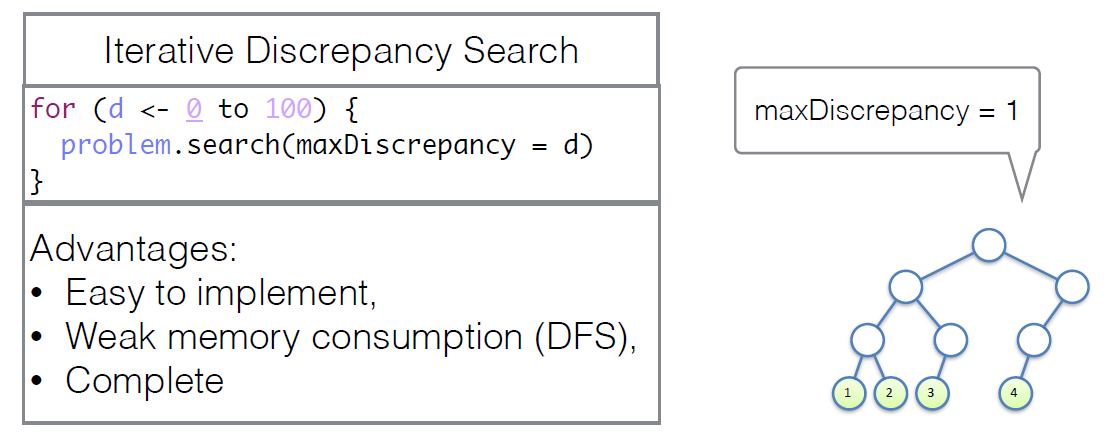 Iterative Discrepancy Search
for (d <- 0 to 100) {
problem.search(maxDiscrepancy = d)
}
Advantages:
• Easy to implement,
• Weak memory consumption (DFS),
• Complete
maxDiscrepancy = 1
1 2 3 4